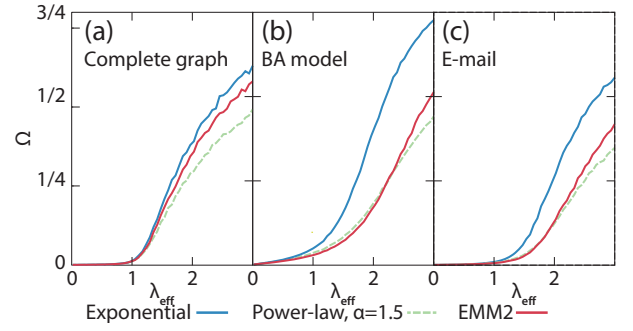 3/4
(a)
(b)
(c)
Complete graph
BA model
E-mail
1/2
Ω
1/4
0
0 1 2 0 1 2 0 1 2 3
λeff λeff λeff
Exponential Power-law, α=1.5 EMM2